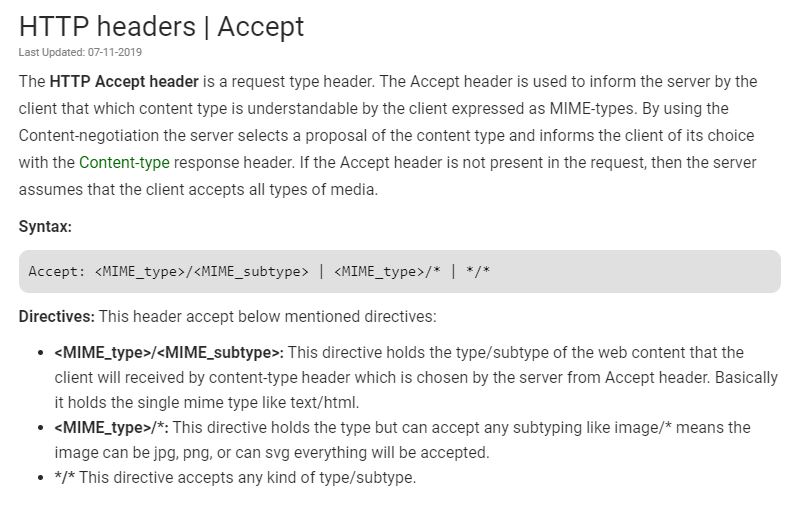 HTTP headers | Accept
Last Updated: 07-11-2019
The HTTP Accept header is a request type header. The Accept header is used to inform the server by the
client that which content type is understandable by the client expressed as MIME-types. By using the
Content-negotiation the server selects a proposal of the content type and informs the client of its choice
with the Content-type response header. If the Accept header is not present in the request, then the server
assumes that the client accepts all types of media.
Syntax:
Accept: <MIME_type>/<MIME_subtype> | <MIME_type>/* | */*
Directives: This header accept below mentioned directives:
• <MIME_type>/<MIME_subtype>: This directive holds the type/subtype of the web content that the
client will received by content-type header which is chosen by the server from Accept header. Basically
it holds the single mime type like text/html.
• <MIME_type>/*: This directive holds the type but can accept any subtyping like image/* means the
image can be jpg, png, or can svg everything will be accepted.
• */* This directive accepts any kind of type/subtype.